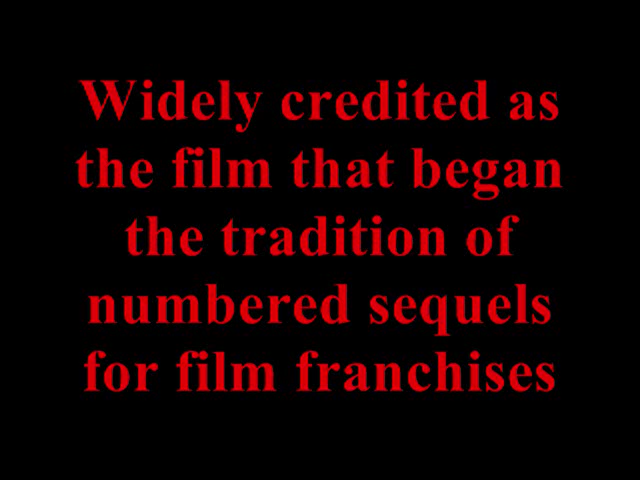 Widely credited as
the film that began
the tradition of
numbered sequels
for film franchises